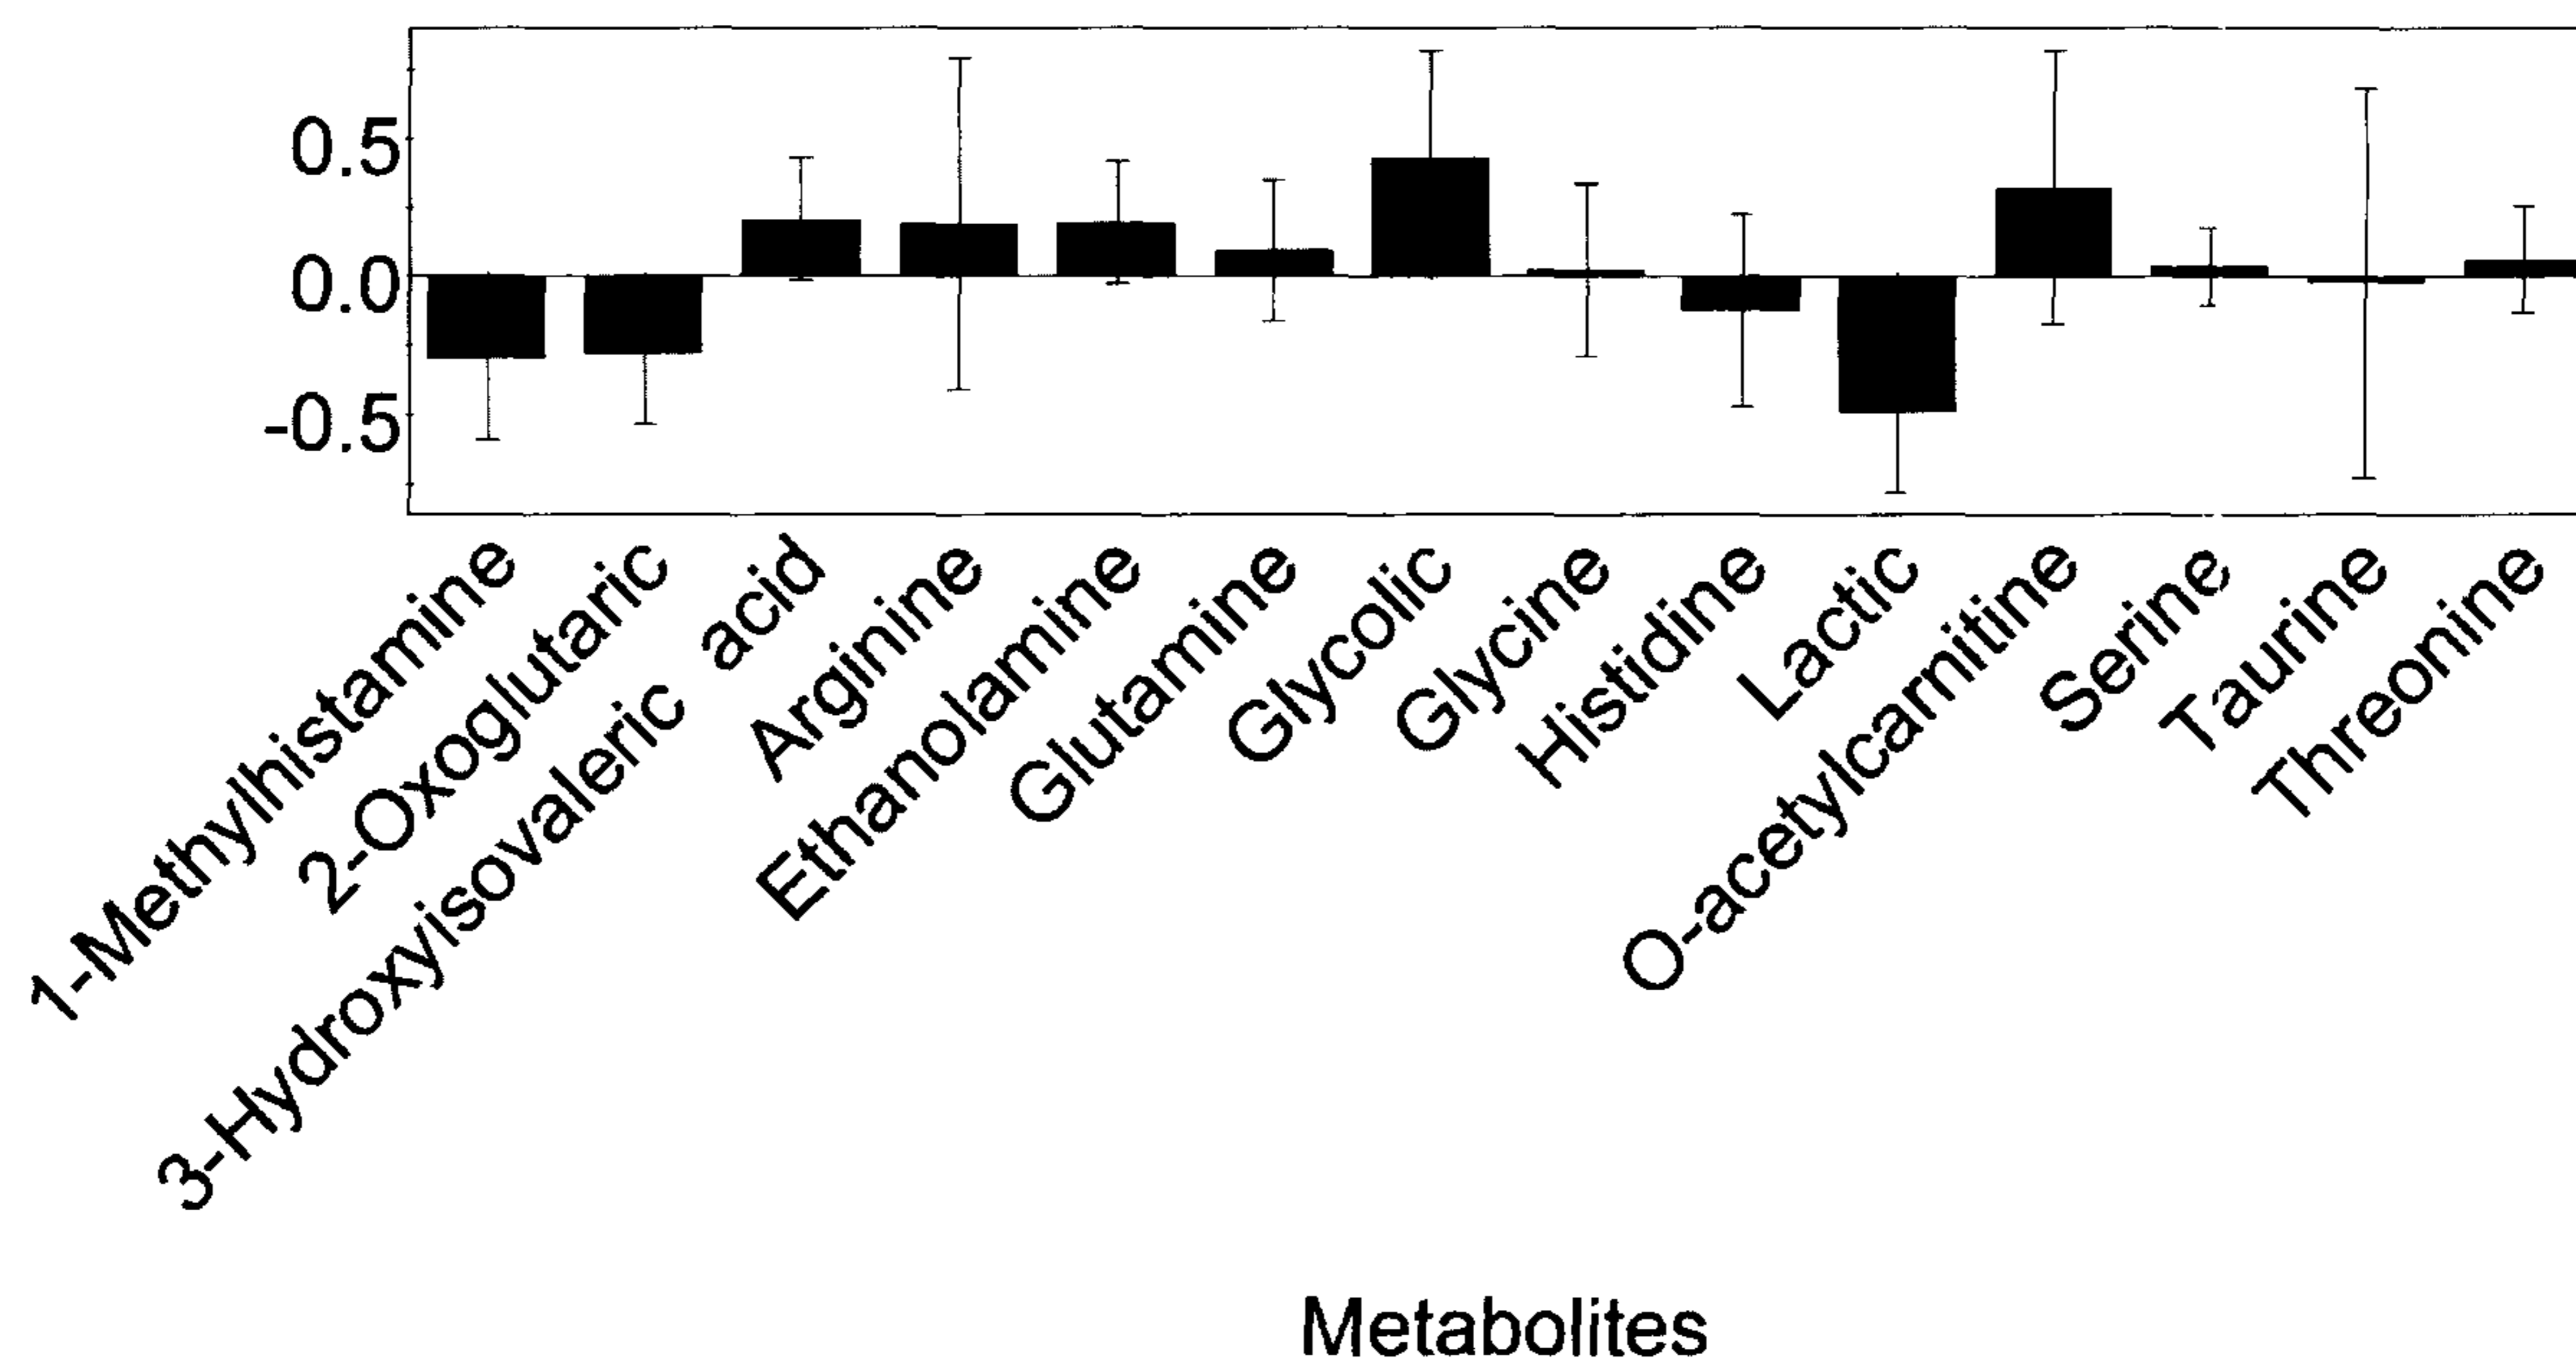 0.5
0.0
-0.5
1-Methylhistamine
2-Oxoglutaric
3-Hydroxyisovaleric acid
Arginine
Ethanolamine
Glutamine
Glycolic
Glycine
Histidine
Lactic
O-acetylcarnitine
Serine
Taurine
Threonine
Metabolites